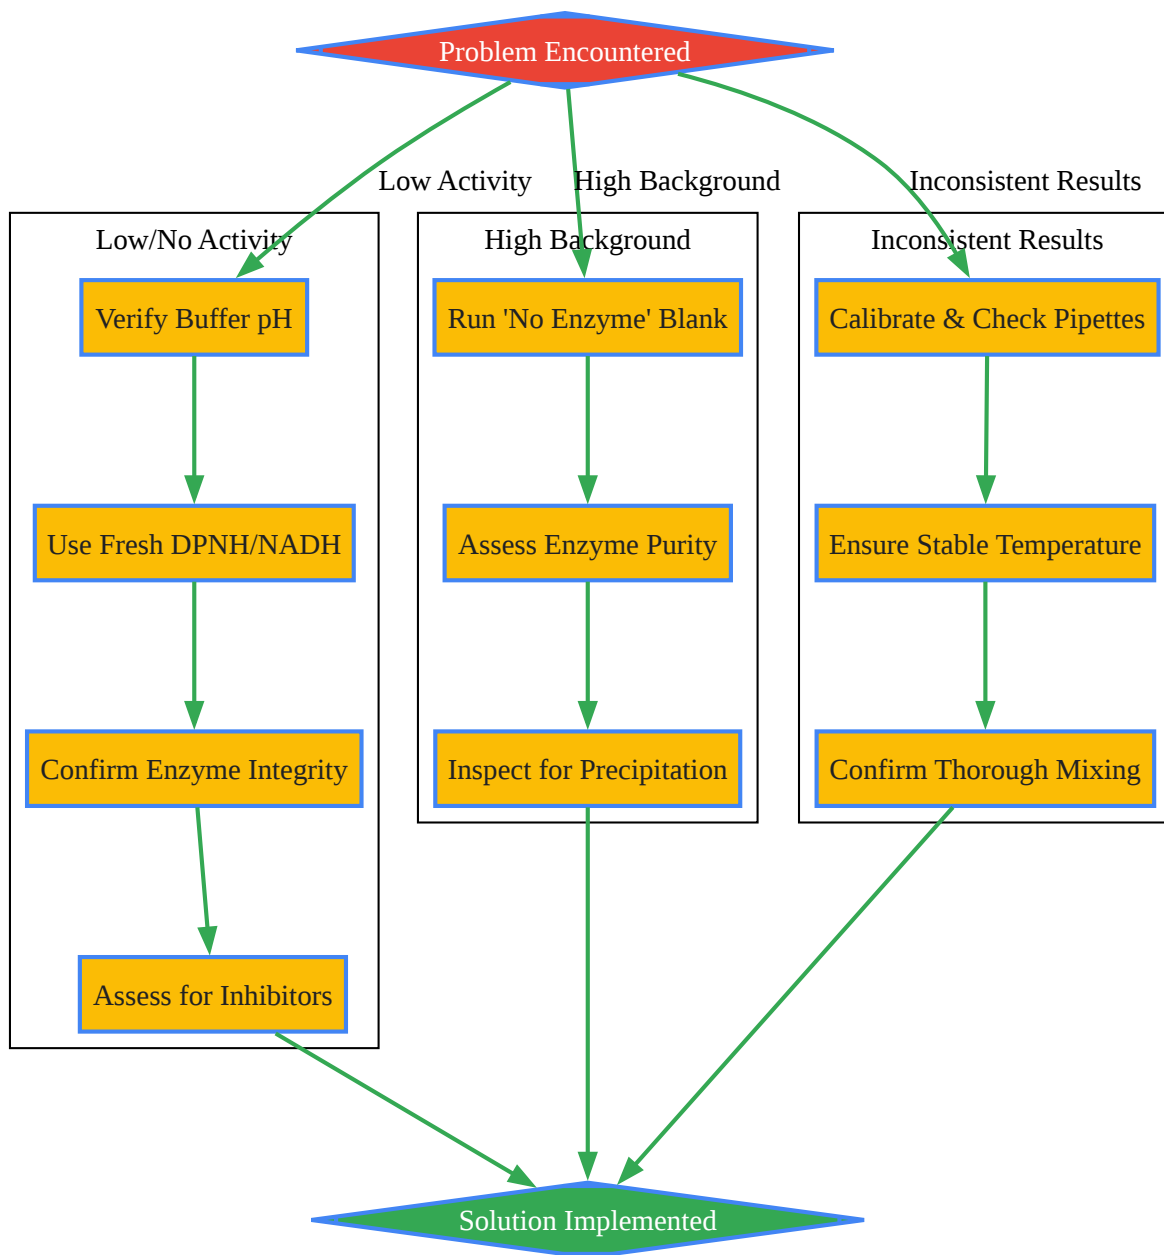 Problem Encountered
Low Activity
High Background
Inconsistent Results
Low/No Activity
Verify Buffer pH
Use Fresh DPNH/NADH
Confirm Enzyme Integrity
Assess for Inhibitors
High Background
Run 'No Enzyme' Blank
Assess Enzyme Purity
Inspect for Precipitation
Inconsistent Results
Calibrate & Check Pipettes
Ensure Stable Temperature
Confirm Thorough Mixing
Solution Implemented